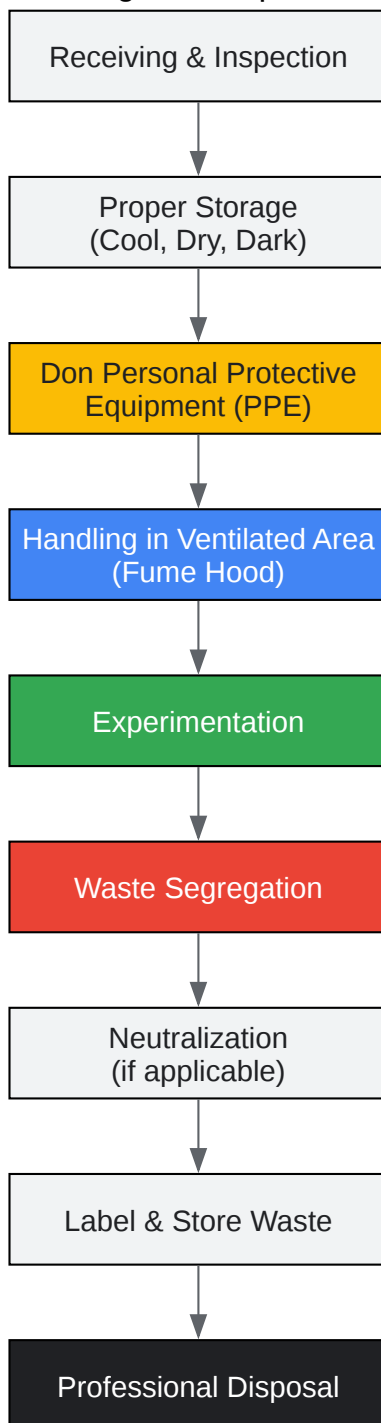 Receiving & Inspection
Proper Storage
(Cool, Dry, Dark)
Don Personal Protective
Equipment (PPE)
Handling in Ventilated Area
(Fume Hood)
Experimentation
Waste Segregation
Neutralization
(if applicable)
Label & Store Waste
Professional Disposal